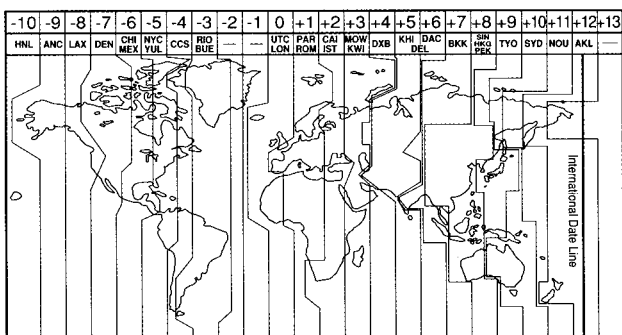 -10 -9 -8 -7 -6 -5 -4 -3 -2 -1 0 +1 +2 +3 +4 +5 +6 +7 +8 +9 +10 +11 +12 +13
HNL ANC LAX DEN CHI MEX NYC YUL CCS RIO BUE — — UTC LON PAR ROM CAI IST MOW KWI DXB KHI DAC DEL BKK SIN HKG PEK TYO SYD NOU AKL —
International Date Line